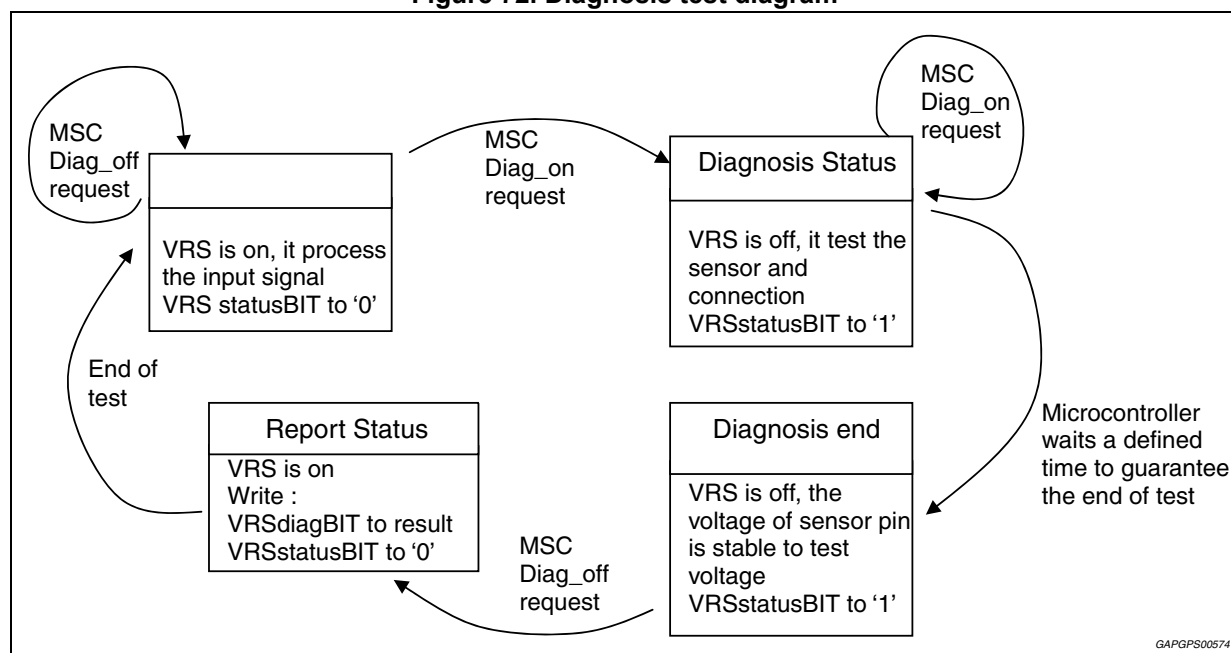 Figure 72. Diagnosis test diagram
MSC
Diag_off
request
VRS is on, it process
the input signal
VRS statusBIT to ‘0’
MSC
Diag_on
request
Diagnosis Status
VRS is off, it test the
sensor and
connection
VRSstatusBIT to ‘1’
MSC
Diag_on
request
Microcontroller
waits a defined
time to guarantee
the end of test
Diagnosis end
VRS is off, the
voltage of sensor pin
is stable to test
voltage
VRSstatusBIT to ‘1’
MSC
Diag_off
request
Report Status
VRS is on
Write :
VRSdiagBIT to result
VRSstatusBIT to ‘0’
End of
test
GAPGPS00574